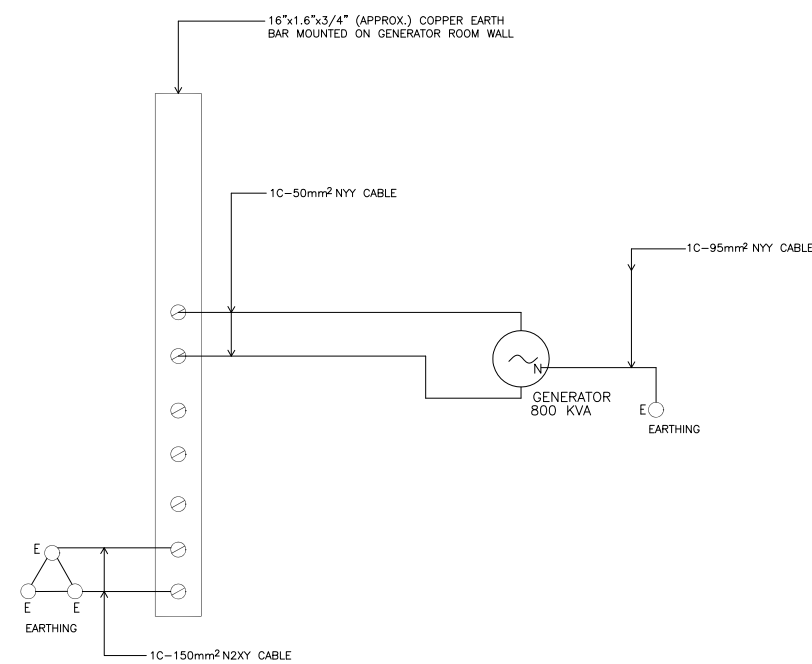 16"x1.6"x3/4" (APPROX.) COPPER EARTH
BAR MOUNTED ON GENERATOR ROOM WALL
1C-50mm² NYY CABLE
1C-95mm² NYY CABLE
N
GENERATOR
800 KVA
E
EARTHING
E
E
E
EARTHING
1C-150mm² N2XY CABLE